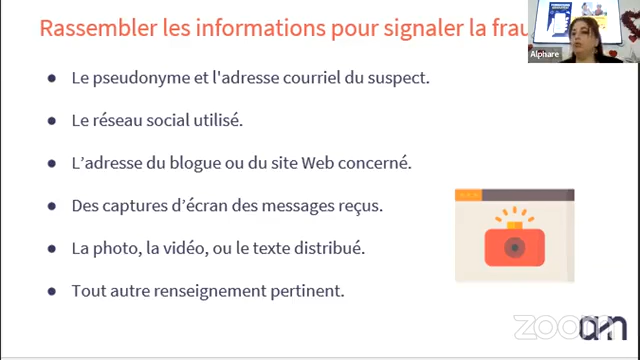 Rassembler les informations pour signaler la frau
Alphare
Le pseudonyme et l'adresse courriel du suspect.
Le réseau social utilisé.
L'adresse du blogue ou du site Web concerné.
Des captures d'écran des messages reçus.
La photo, la vidéo, ou le texte distribué.
Tout autre renseignement pertinent.
zoom